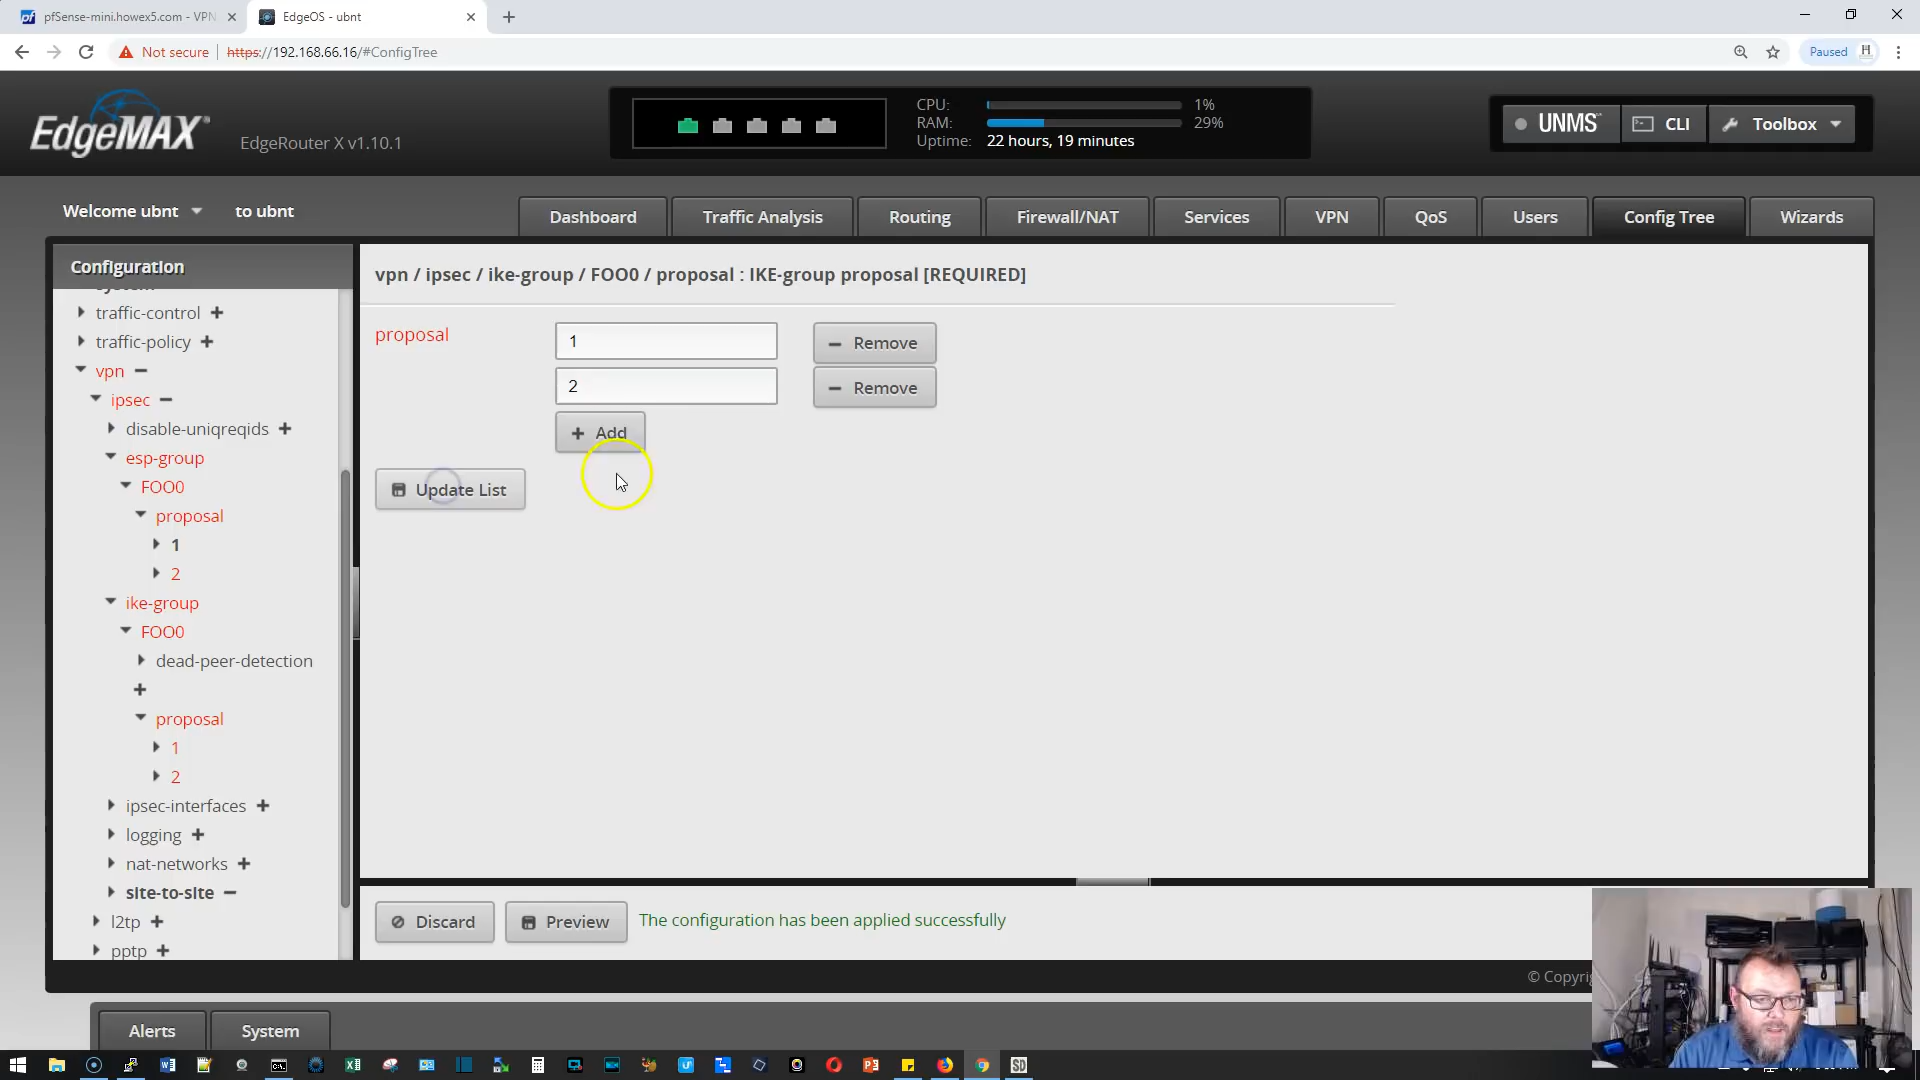 pfSense-mini.howex5.com - VPN
EdgeOS - ubnt
Not secure
https://192.168.66.16/#ConfigTree
Paused
H
EdgeMAX
EdgeRouter X v1.10.1
CPU:
1%
RAM:
29%
Uptime:
22 hours, 19 minutes
UNMS
CLI
Toolbox
Welcome ubnt
to ubnt
Dashboard
Traffic Analysis
Routing
Firewall/NAT
Services
VPN
QoS
Users
Config Tree
Wizards
Configuration
traffic-control +
traffic-policy +
vpn −
ipsec −
disable-uniqreqids +
esp-group
FOO0
proposal
1
2
ike-group
FOO0
dead-peer-detection
+
proposal
1
2
ipsec-interfaces +
logging +
nat-networks +
site-to-site −
l2tp +
pptp +
vpn / ipsec / ike-group / FOO0 / proposal : IKE-group proposal [REQUIRED]
proposal
1
− Remove
2
− Remove
+ Add
Update List
Discard
Preview
The configuration has been applied successfully
Alerts
System